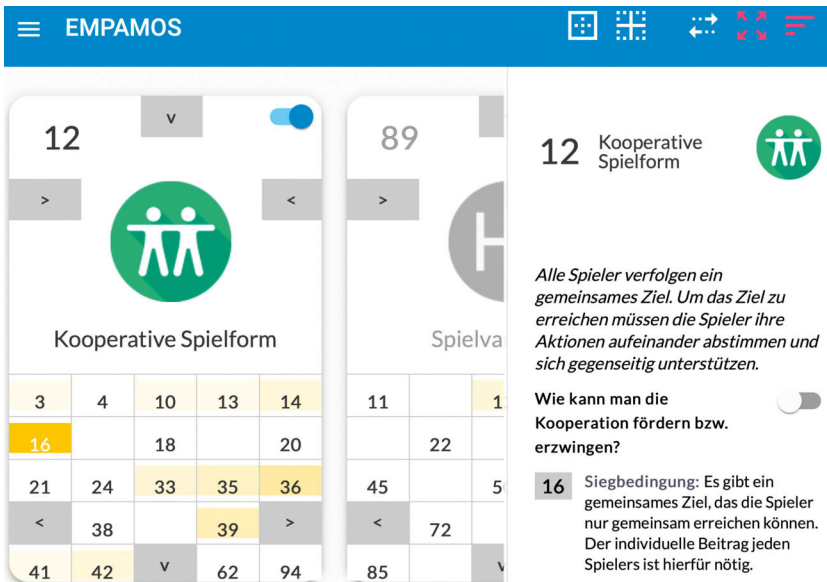 EMPAMOS
12
v
>
<
Kooperative Spielform
3 4 10 13 14
16 18 20
21 24 33 35 36
< 38 39 >
41 42 v 62 94
89
>
11
22
45
< 72
85
12 Kooperative
Spielform
Alle Spieler verfolgen ein
gemeinsames Ziel. Um das Ziel zu
erreichen müssen die Spieler ihre
Aktionen aufeinander abstimmen und
sich gegenseitig unterstützen.
Wie kann man die
Kooperation fördern bzw.
erzwingen?
16 Siegbedingung: Es gibt ein
gemeinsames Ziel, das die Spieler
nur gemeinsam erreichen können.
Der individuelle Beitrag jeden
Spielers ist hierfür nötig.